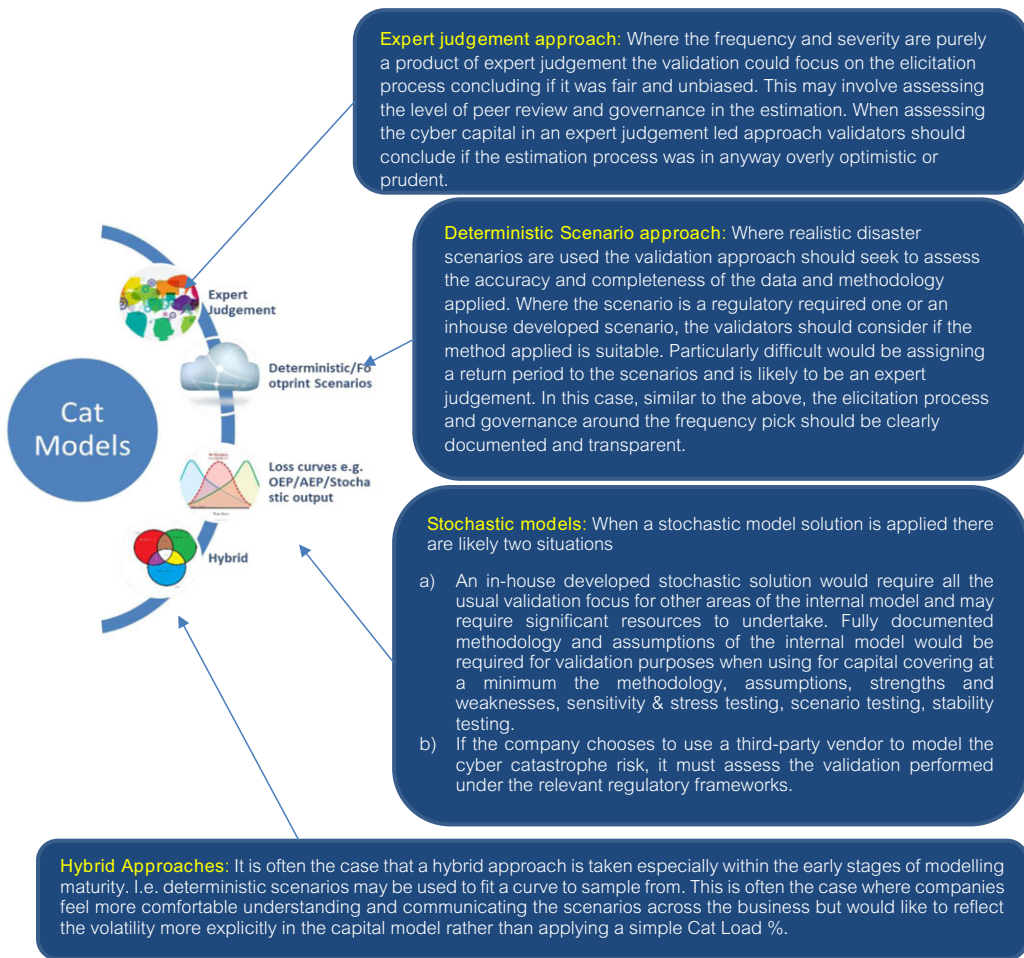 Expert judgement approach: Where the frequency and severity are purely
a product of expert judgement the validation could focus on the elicitation
process concluding if it was fair and unbiased. This may involve assessing
the level of peer review and governance in the estimation. When assessing
the cyber capital in an expert judgement led approach validators should
conclude if the estimation process was in anyway overly optimistic or
prudent.
Deterministic Scenario approach: Where realistic disaster
scenarios are used the validation approach should seek to assess
the accuracy and completeness of the data and methodology
applied. Where the scenario is a regulatory required one or an
inhouse developed scenario, the validators should consider if the
method applied is suitable. Particularly difficult would be assigning
a return period to the scenarios and is likely to be an expert
judgement. In this case, similar to the above, the elicitation process
and governance around the frequency pick should be clearly
documented and transparent.
Expert
Judgement
Deterministic/Fo
otprint Scenarios
Cat
Models
Loss curves e.g.
OEP/AEP/Stocha
stic output
Hybrid
Stochastic models: When a stochastic model solution is applied there
are likely two situations
a) An in-house developed stochastic solution would require all the
usual validation focus for other areas of the internal model and may
require significant resources to undertake. Fully documented
methodology and assumptions of the internal model would be
required for validation purposes when using for capital covering at
a minimum the methodology, assumptions, strengths and
weaknesses, sensitivity & stress testing, scenario testing, stability
testing.
b) If the company chooses to use a third-party vendor to model the
cyber catastrophe risk, it must assess the validation performed
under the relevant regulatory frameworks.
Hybrid Approaches: It is often the case that a hybrid approach is taken especially within the early stages of modelling
maturity. I.e. deterministic scenarios may be used to fit a curve to sample from. This is often the case where companies
feel more comfortable understanding and communicating the scenarios across the business but would like to reflect
the volatility more explicitly in the capital model rather than applying a simple Cat Load %.